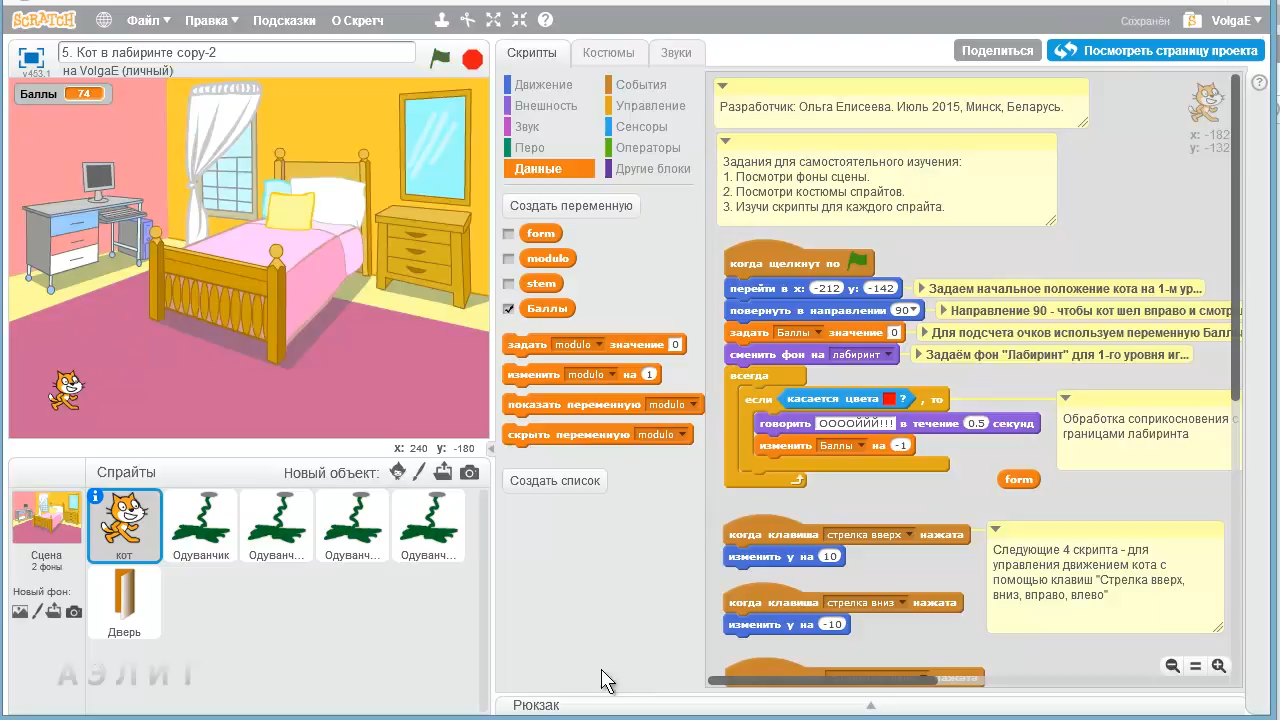 SCRATCH Файл Правка Подсказки О Скретч Сохранён S VolgaE
5. Кот в лабиринте copy-2
на VolgaE (личный)
v453.1
Скрипты Костюмы Звуки
Поделиться Посмотреть страницу проекта
Баллы 74
Движение События
Внешность Управление
Звук Сенсоры
Перо Операторы
Данные Другие блоки
Создать переменную
form
modulo
stem
Баллы
задать modulo значение 0
изменить modulo на 1
показать переменную modulo
скрыть переменную modulo
Создать список
Разработчик: Ольга Елисеева. Июль 2015, Минск, Беларусь.
Задания для самостоятельного изучения:
1. Посмотри фоны сцены.
2. Посмотри костюмы спрайтов.
3. Изучи скрипты для каждого спрайта.
x: -182
y: -132
когда щелкнут по
перейти в x: -212 y: -142 Задаем начальное положение кота на 1-м ур...
повернуть в направлении 90 Направление 90 - чтобы кот шел вправо и смотр
задать Баллы значение 0 Для подсчета очков используем переменную Балл
сменить фон на лабиринт Задаём фон "Лабиринт" для 1-го уровня иг...
всегда
если касается цвета ? , то
говорить ООООЙЙЙ!!! в течение 0.5 секунд
изменить Баллы на -1
Обработка соприкосновения с
границами лабиринта
form
когда клавиша стрелка вверх нажата
изменить y на 10
когда клавиша стрелка вниз нажата
изменить y на -10
нажата
Следующие 4 скрипта - для
управления движением кота с
помощью клавиш "Стрелка вверх,
вниз, вправо, влево"
x: 240 y: -180
Спрайты Новый объект:
Сцена
2 фоны
Новый фон:
кот
Одуванчик
Одуванч...
Одуванч...
Одуванч...
Дверь
АЭЛИТ
Рюкзак